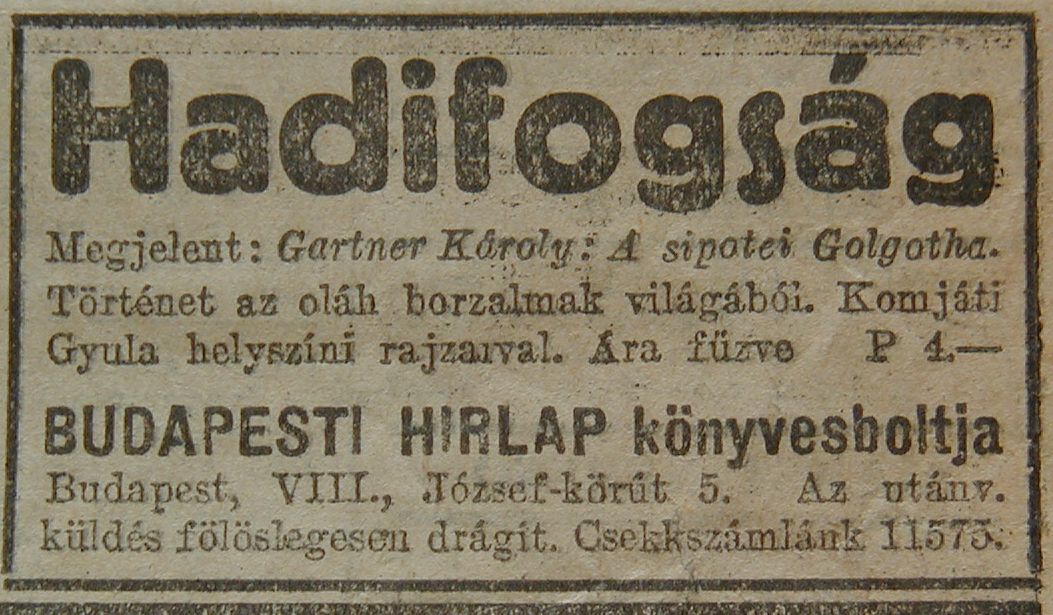 Hadifogság
Megjelent: Gartner Károly: A sipotei Golgotha.
Történet az oláh borzalmak világából. Komjáti
Gyula helyszíni rajzaival. Ára fűzve P 4.—
BUDAPESTI HIRLAP könyvesboltja
Budapest, VIII., József-körút 5. Az utánv.
küldés fölöslegesen drágít. Csekkszámlánk 11575.